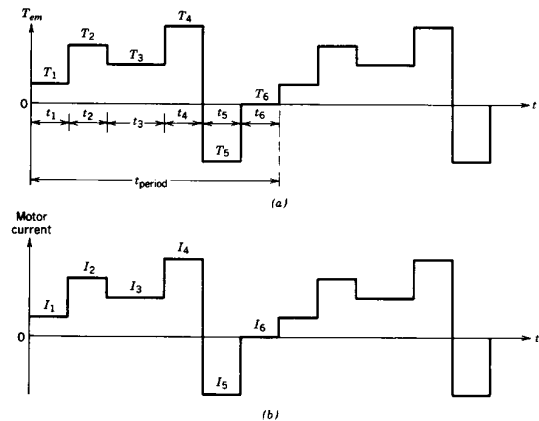 T_em
T_1
T_2
T_3
T_4
T_5
T_6
0
t
t_1
t_2
t_3
t_4
t_5
t_6
t_period
(a)
Motor
current
I_1
I_2
I_3
I_4
I_5
I_6
0
t
(b)